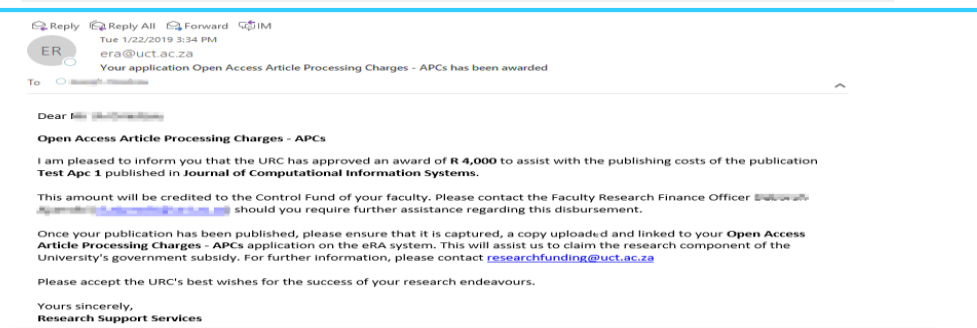 Reply Reply All Forward IM
Tue 1/22/2019 3:34 PM
ER
era@uct.ac.za
Your application Open Access Article Processing Charges - APCs has been awarded
To
Dear
Open Access Article Processing Charges - APCs
I am pleased to inform you that the URC has approved an award of R 4,000 to assist with the publishing costs of the publication
Test Apc 1 published in Journal of Computational Information Systems.
This amount will be credited to the Control Fund of your faculty. Please contact the Faculty Research Finance Officer
should you require further assistance regarding this disbursement.
Once your publication has been published, please ensure that it is captured, a copy uploaded and linked to your Open Access
Article Processing Charges - APCs application on the eRA system. This will assist us to claim the research component of the
University's government subsidy. For further information, please contact researchfunding@uct.ac.za
Please accept the URC's best wishes for the success of your research endeavours.
Yours sincerely,
Research Support Services